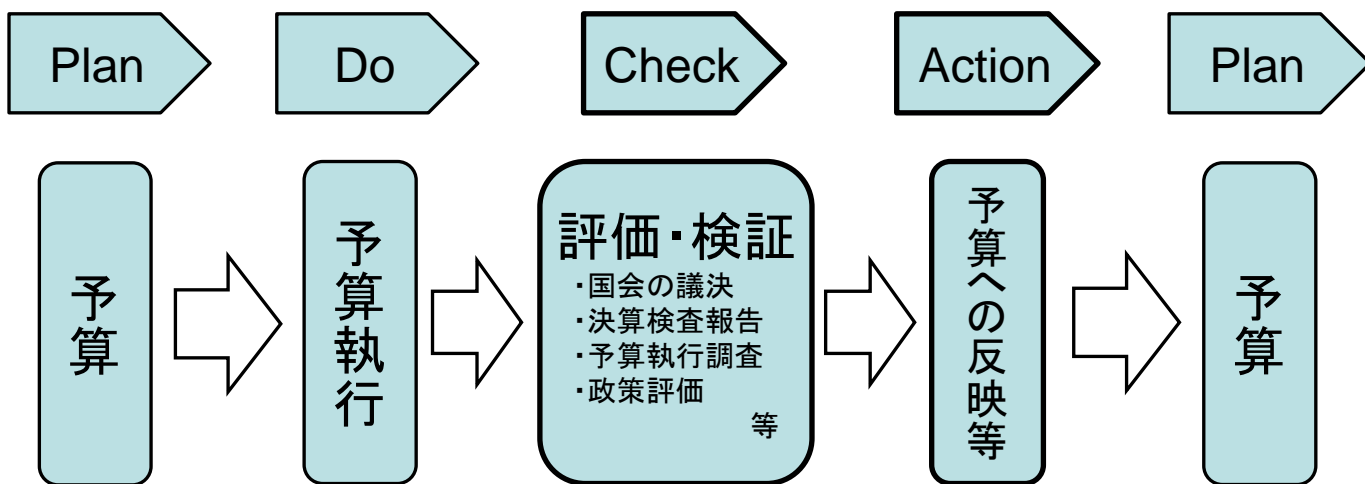 Plan
Do
Check
Action
Plan
予算
予算執行
評価・検証
・国会の議決
・決算検査報告
・予算執行調査
・政策評価
等
予算への反映等
予算